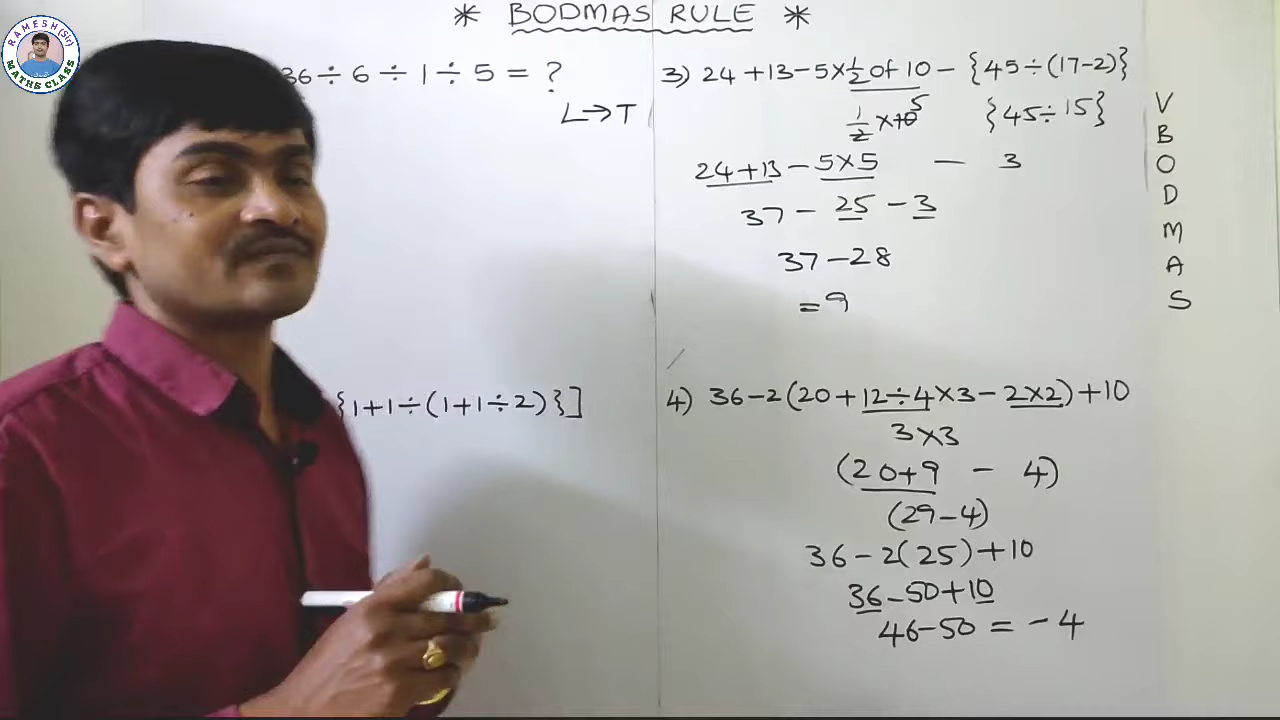 * BODMAS RULE *
RAMESH (Sir)
MATHS CLASS
36 ÷ 6 ÷ 1 ÷ 5 = ?
L→T
{1+1÷(1+1÷2)}]
3) 24+13-5×1/2 of 10 - {45÷(17-2)}
1/2 ×10 5 {45÷15}
24+13 - 5×5 - 3
37 - 25 - 3
37-28
=9
4) 36-2(20+12÷4×3-2×2)+10
3×3
(20+9 - 4)
(29-4)
36-2(25)+10
36-50+10
46-50 = -4
V
B
O
D
M
A
S